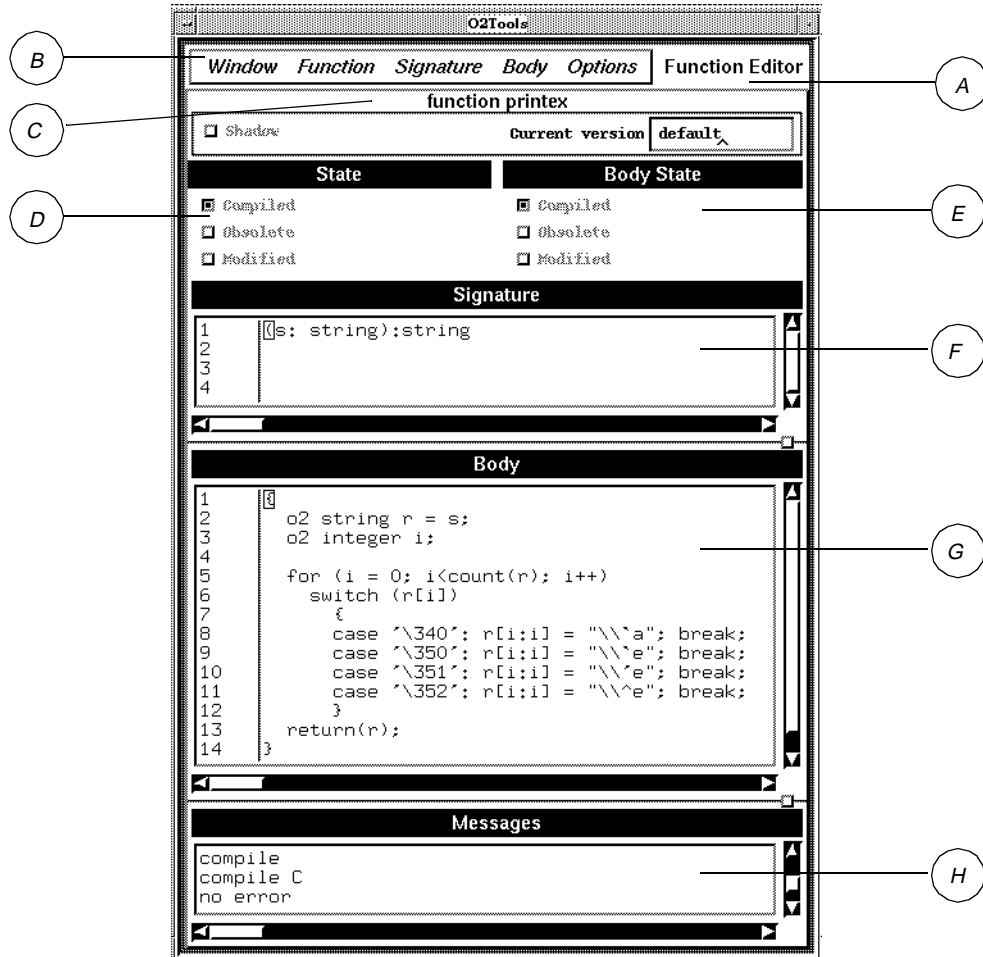 O2Tools
B
Window Function Signature Body Options Function Editor
A
function printex
C
Shadow Current version default
State Body State
D
Compiled Compiled
E
Obsolete Obsolete
Modified Modified
Signature
1 (s: string):string
2
F
3
4
Body
1 {
2 o2 string r = s;
3 o2 integer i;
4
G
5 for (i = 0; i<count(r); i++)
6 switch (r[i])
7 {
8 case '\340': r[i:i] = "\\`a"; break;
9 case '\350': r[i:i] = "\\`e"; break;
10 case '\351': r[i:i] = "\\'e"; break;
11 case '\352': r[i:i] = "\\^e"; break;
12 }
13 return(r);
14 }
Messages
compile
compile C
H
no error